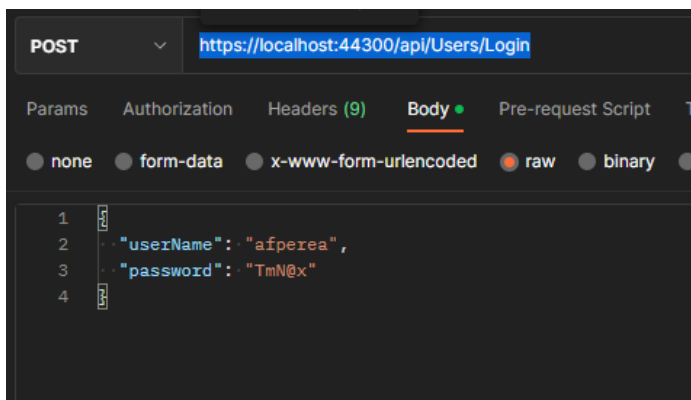 POST https://localhost:44300/api/Users/Login
Params Authorization Headers (9) Body Pre-request Script
none form-data x-www-form-urlencoded raw binary
1 {
2 "userName": "afperea",
3 "password": "TmN@x"
4 }